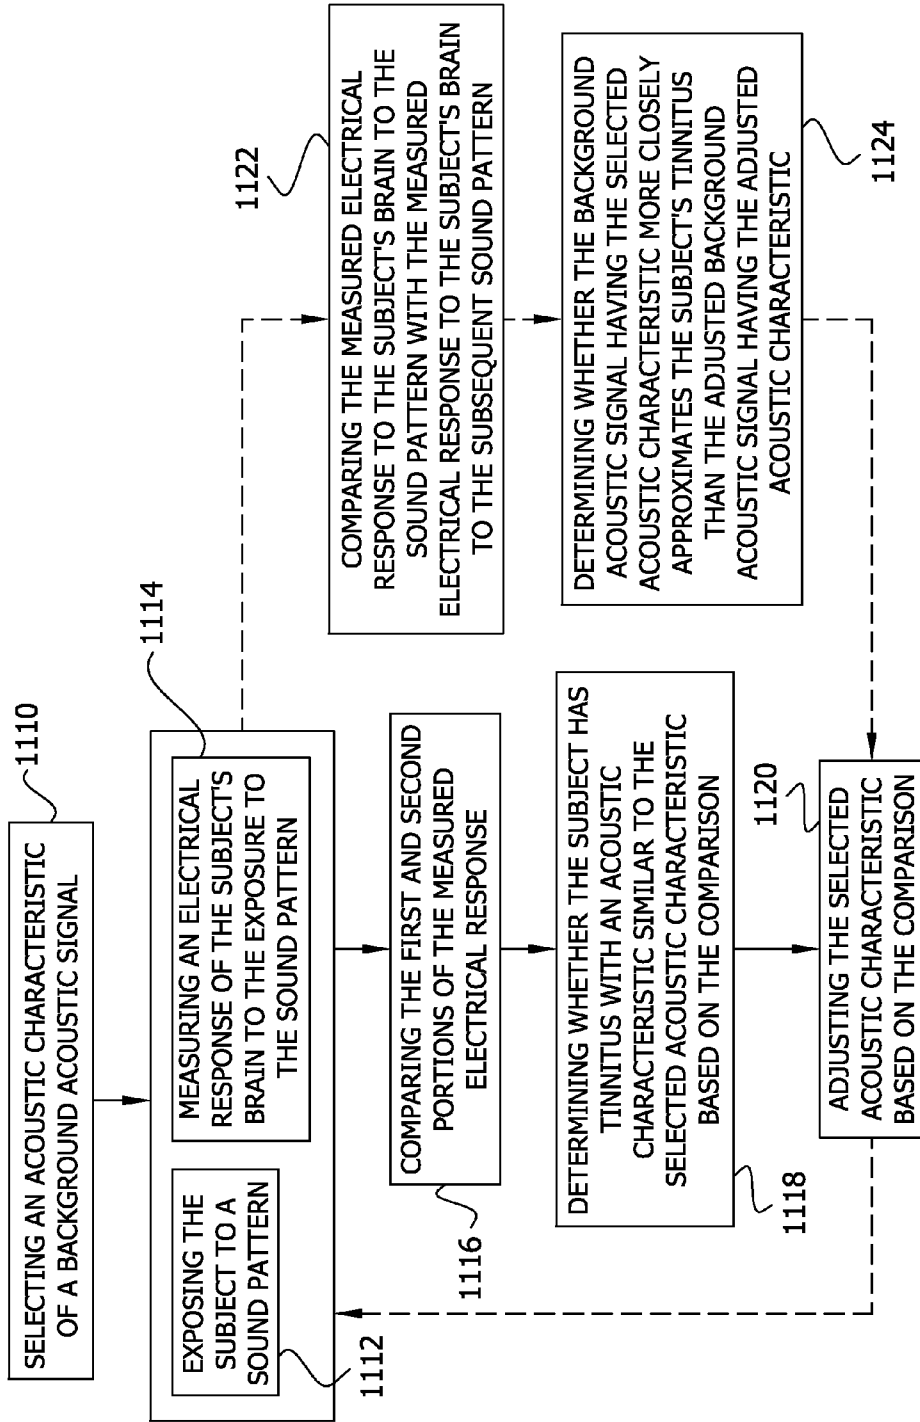 1110
SELECTING AN ACOUSTIC CHARACTERISTIC
OF A BACKGROUND ACOUSTIC SIGNAL
EXPOSING THE
SUBJECT TO A
SOUND PATTERN
1112
MEASURING AN ELECTRICAL
RESPONSE OF THE SUBJECT'S
BRAIN TO THE EXPOSURE TO
THE SOUND PATTERN
1114
COMPARING THE FIRST AND SECOND
PORTIONS OF THE MEASURED
ELECTRICAL RESPONSE
1116
DETERMINING WHETHER THE SUBJECT HAS
TINNITUS WITH AN ACOUSTIC
CHARACTERISTIC SIMILAR TO THE
SELECTED ACOUSTIC CHARACTERISTIC
BASED ON THE COMPARISON
1118
1120
ADJUSTING THE SELECTED
ACOUSTIC CHARACTERISTIC
BASED ON THE COMPARISON
1122
COMPARING THE MEASURED ELECTRICAL
RESPONSE TO THE SUBJECT'S BRAIN TO THE
SOUND PATTERN WITH THE MEASURED
ELECTRICAL RESPONSE TO THE SUBJECT'S BRAIN
TO THE SUBSEQUENT SOUND PATTERN
DETERMINING WHETHER THE BACKGROUND
ACOUSTIC SIGNAL HAVING THE SELECTED
ACOUSTIC CHARACTERISTIC MORE CLOSELY
APPROXIMATES THE SUBJECT'S TINNITUS
THAN THE ADJUSTED BACKGROUND
ACOUSTIC SIGNAL HAVING THE ADJUSTED
ACOUSTIC CHARACTERISTIC
1124